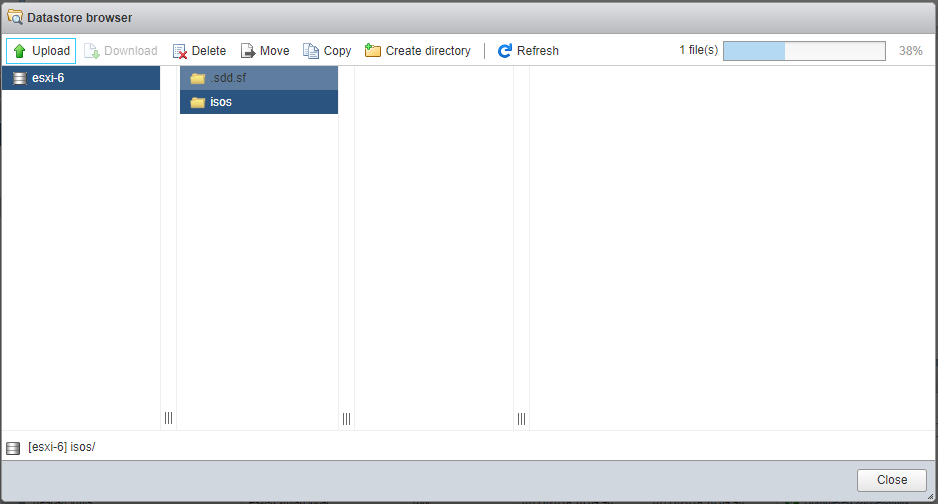 Datastore browser
Upload Download Delete Move Copy Create directory Refresh 1 file(s) 38%
esxi-6 .sdd.sf
isos
[esxi-6] isos/
Close